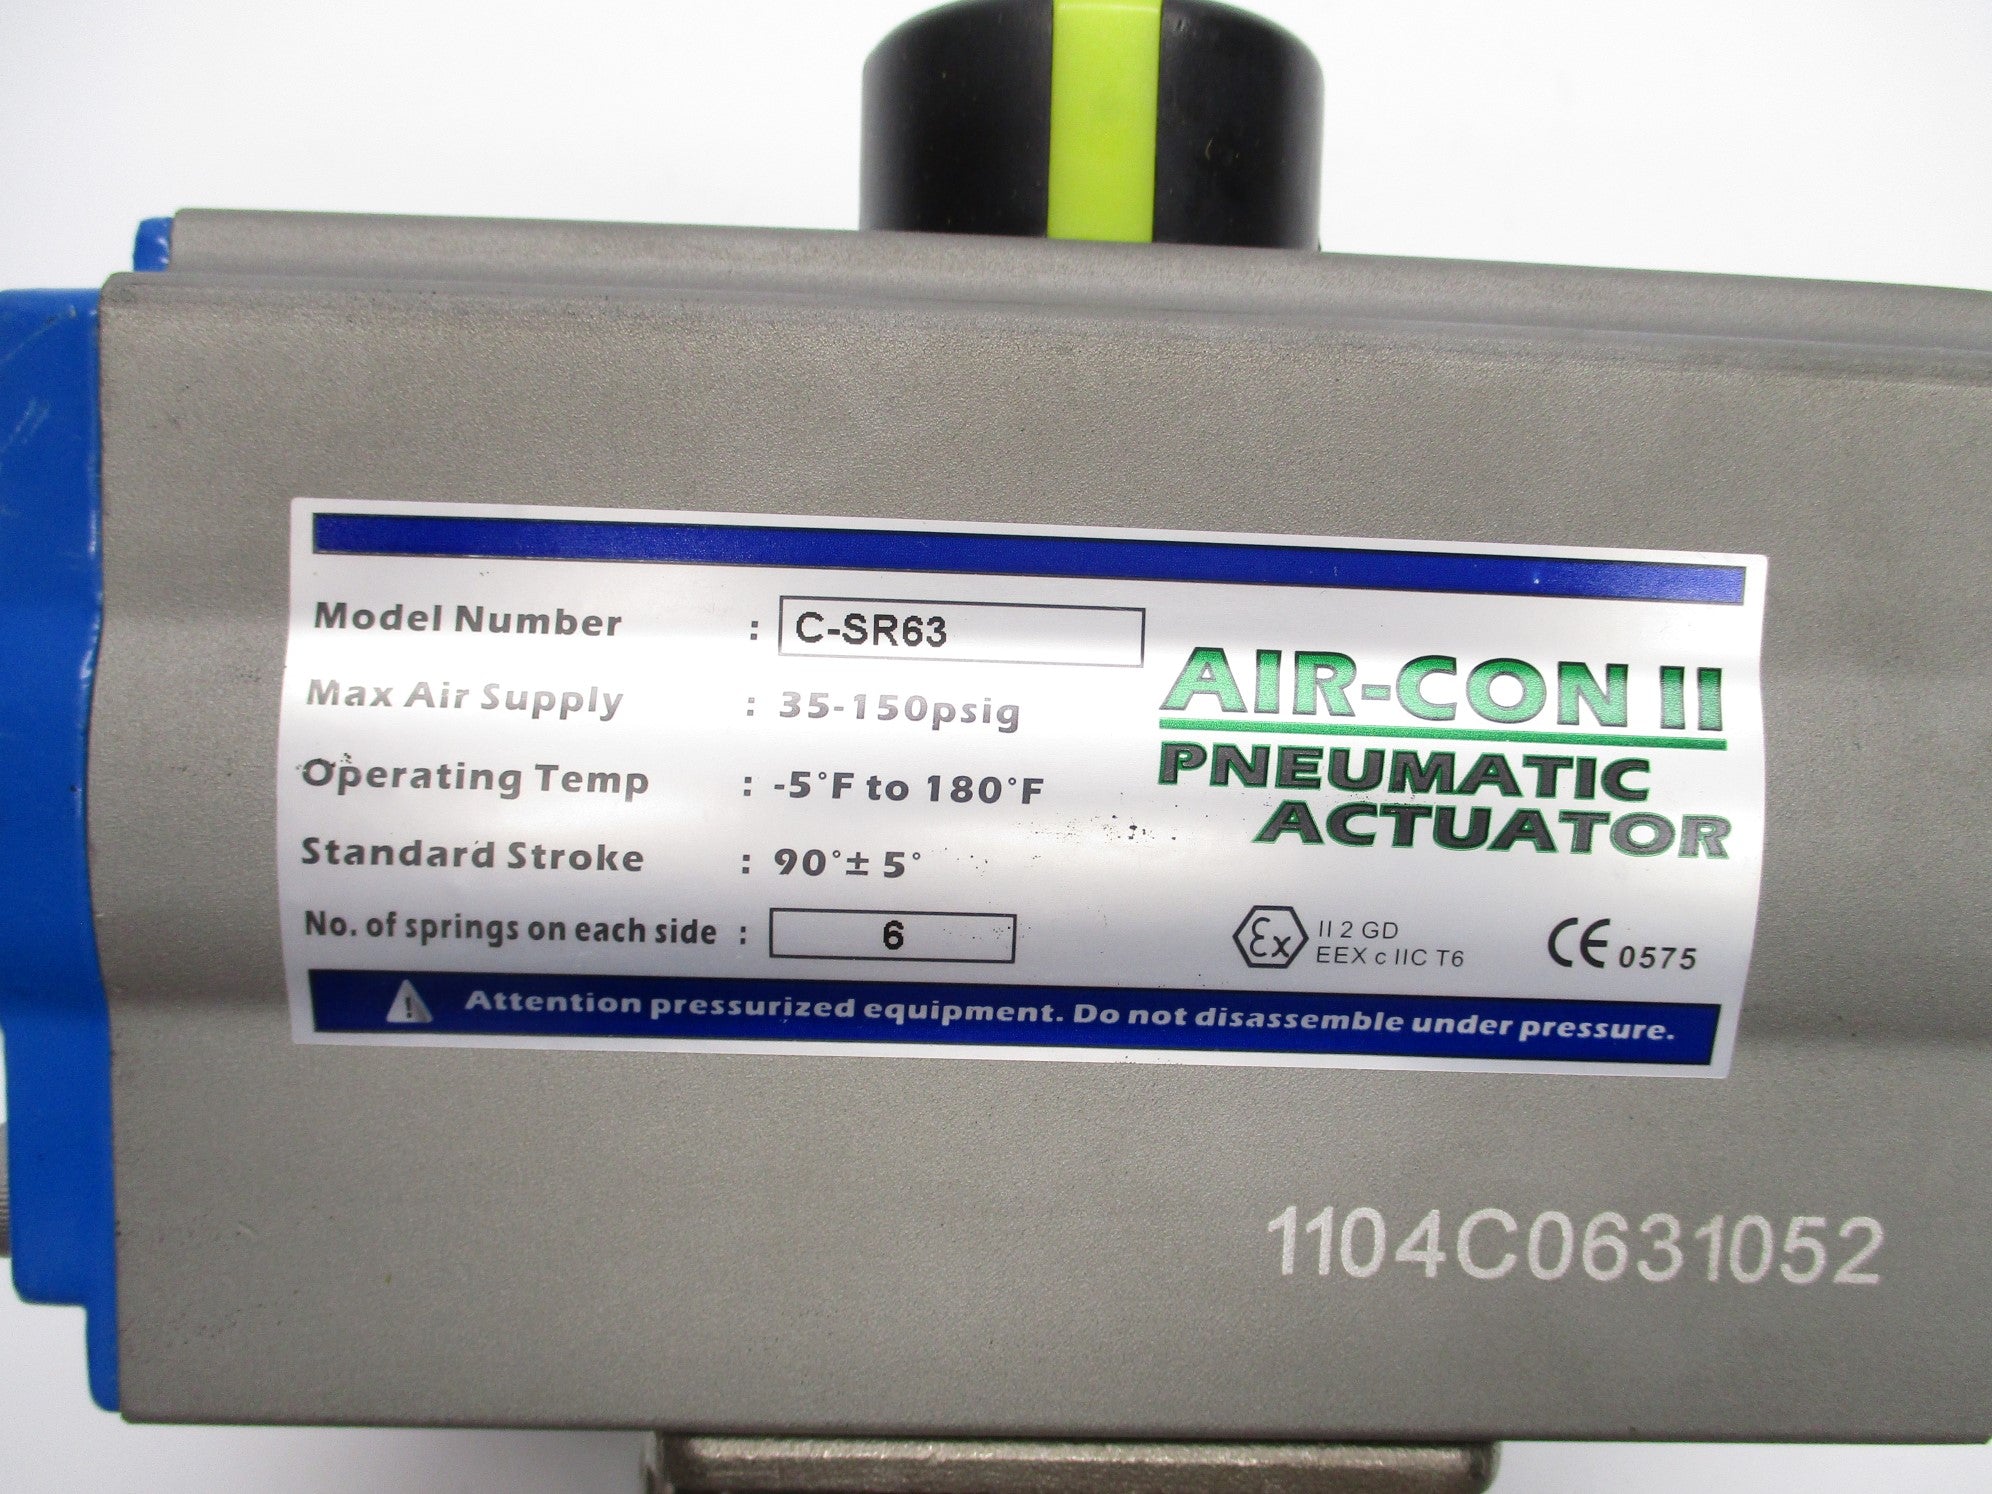 Model Number : C-SR63
Max Air Supply : 35-150psig
Operating Temp : -5°F to 180°F
Standard Stroke : 90°± 5°
No. of springs on each side : 6
AIR-CON II
PNEUMATIC
ACTUATOR
Ex II 2 GD
EEX c IIC T6
CE 0575
! Attention pressurized equipment. Do not disassemble under pressure.
1104C0631052